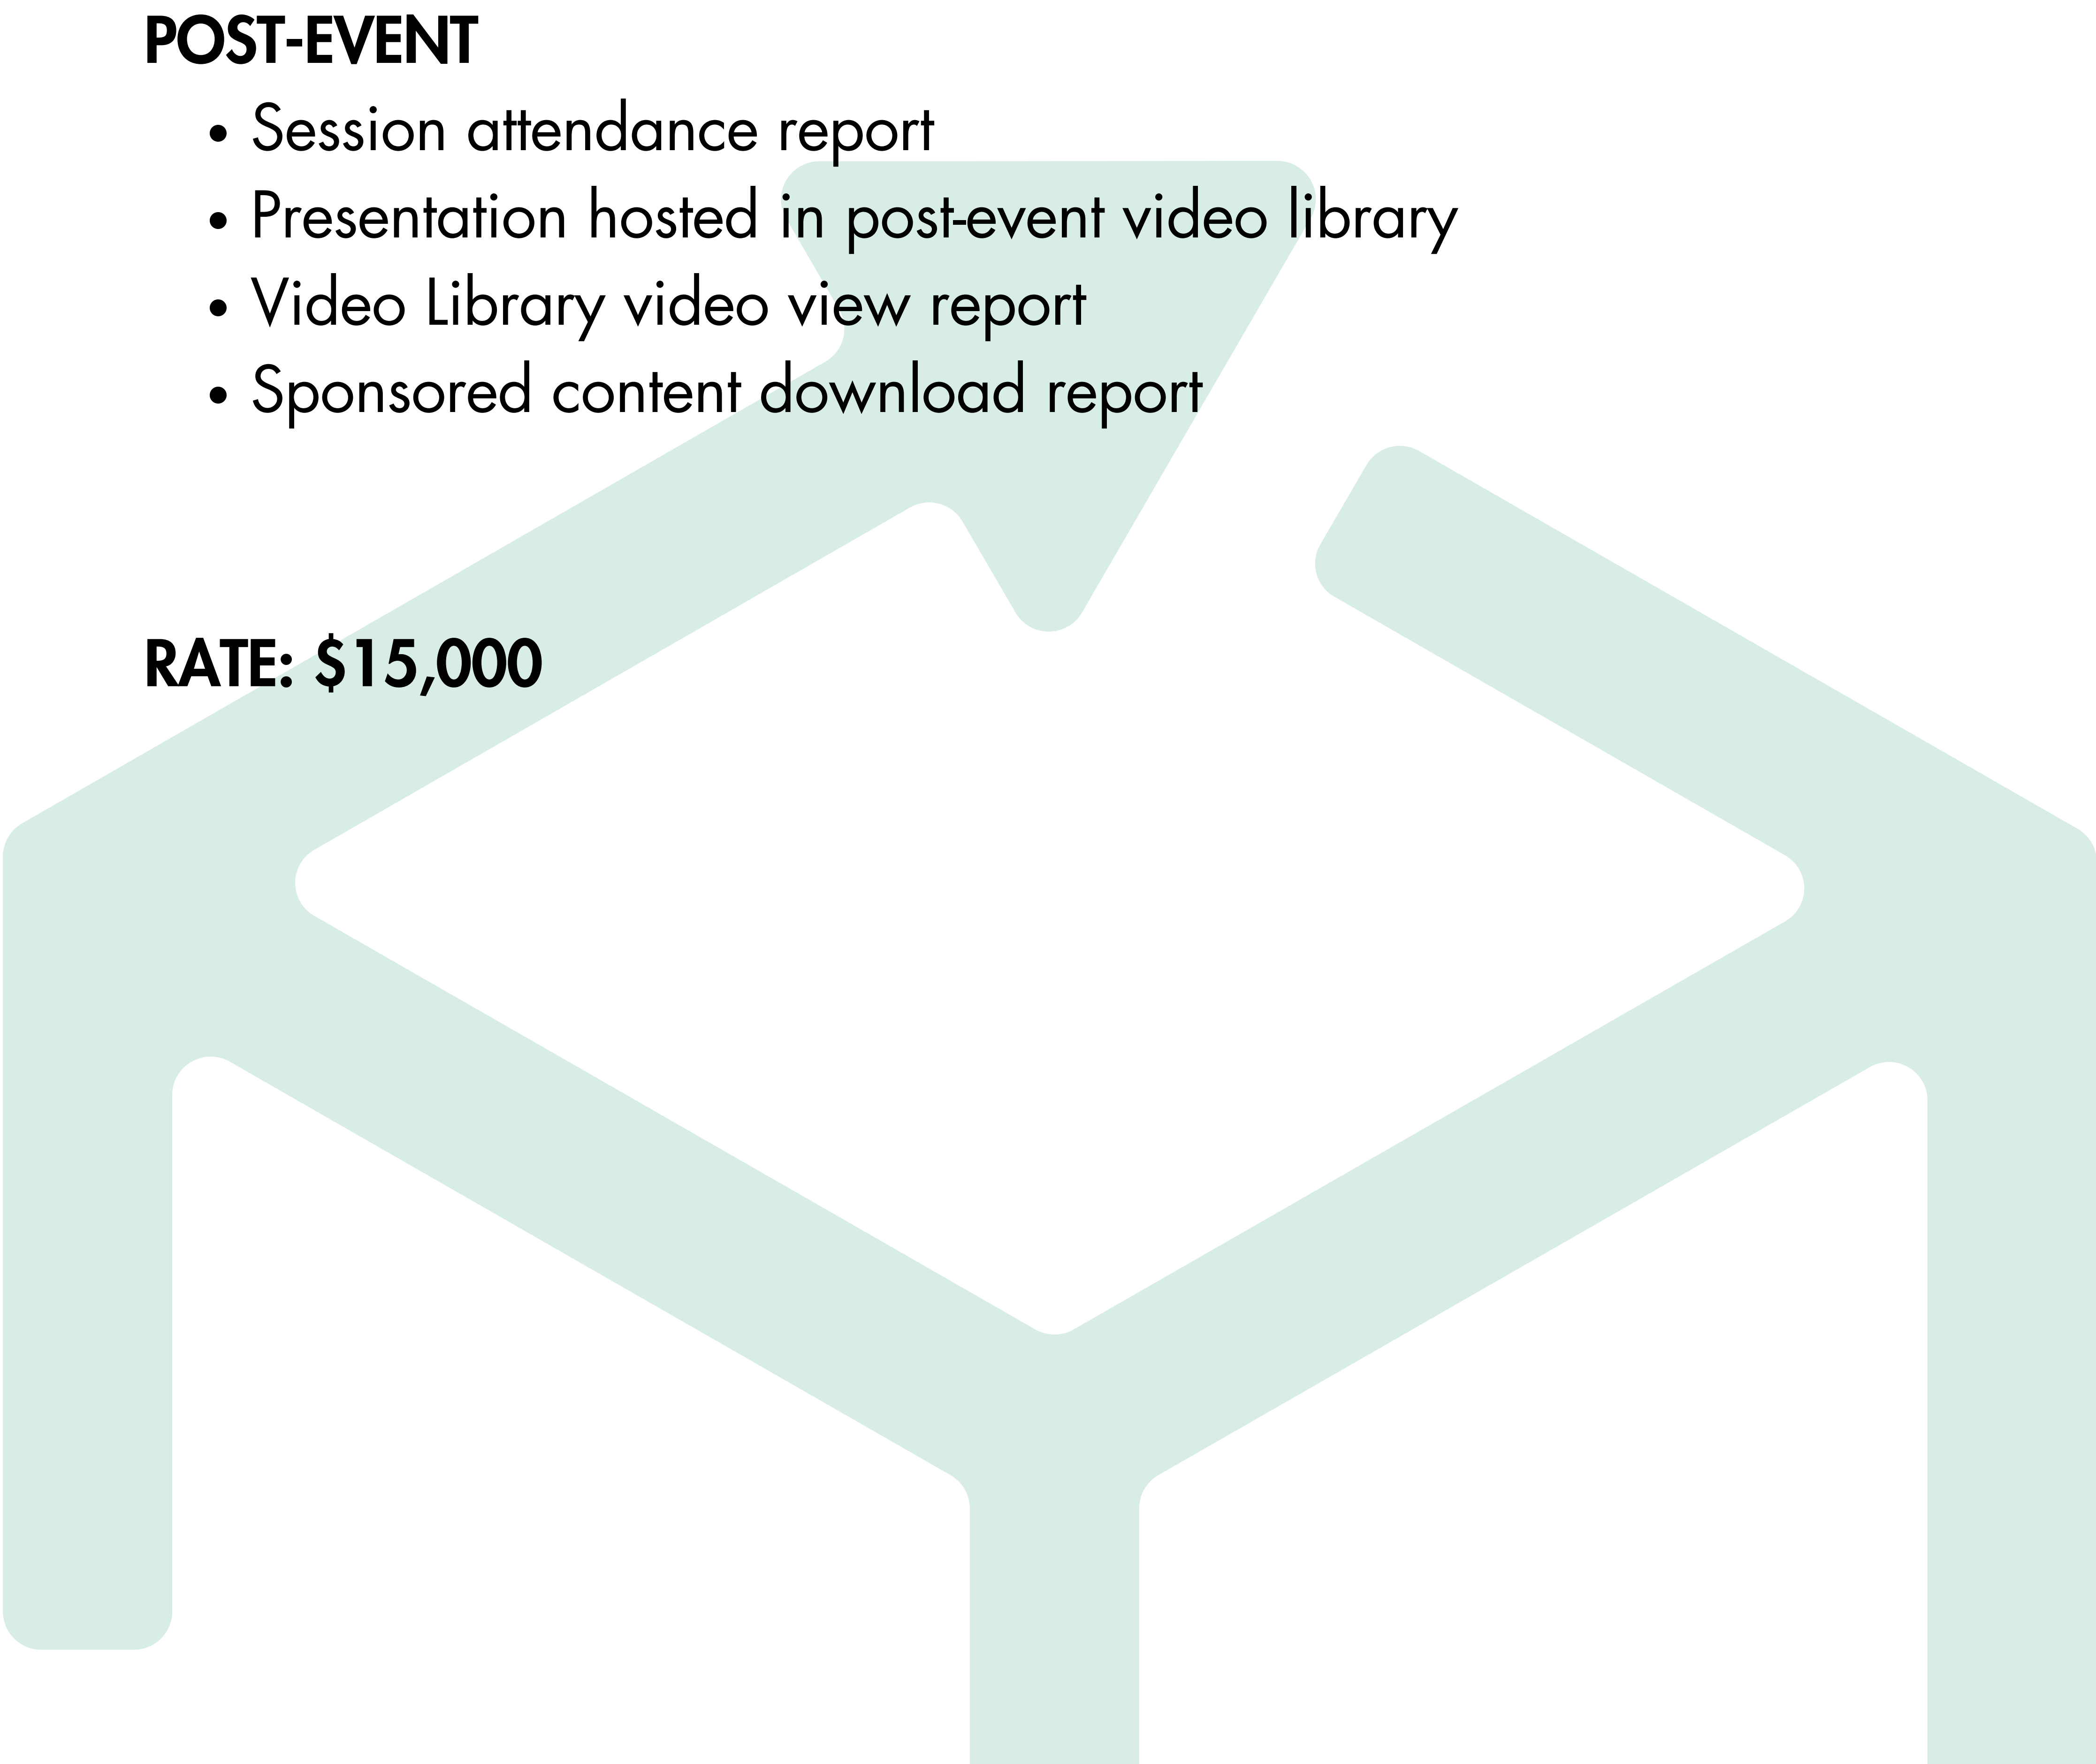 POST-EVENT
• Session attendance report
• Presentation hosted in post-event video library
• Video Library video view report
• Sponsored content download report
RATE: $15,000